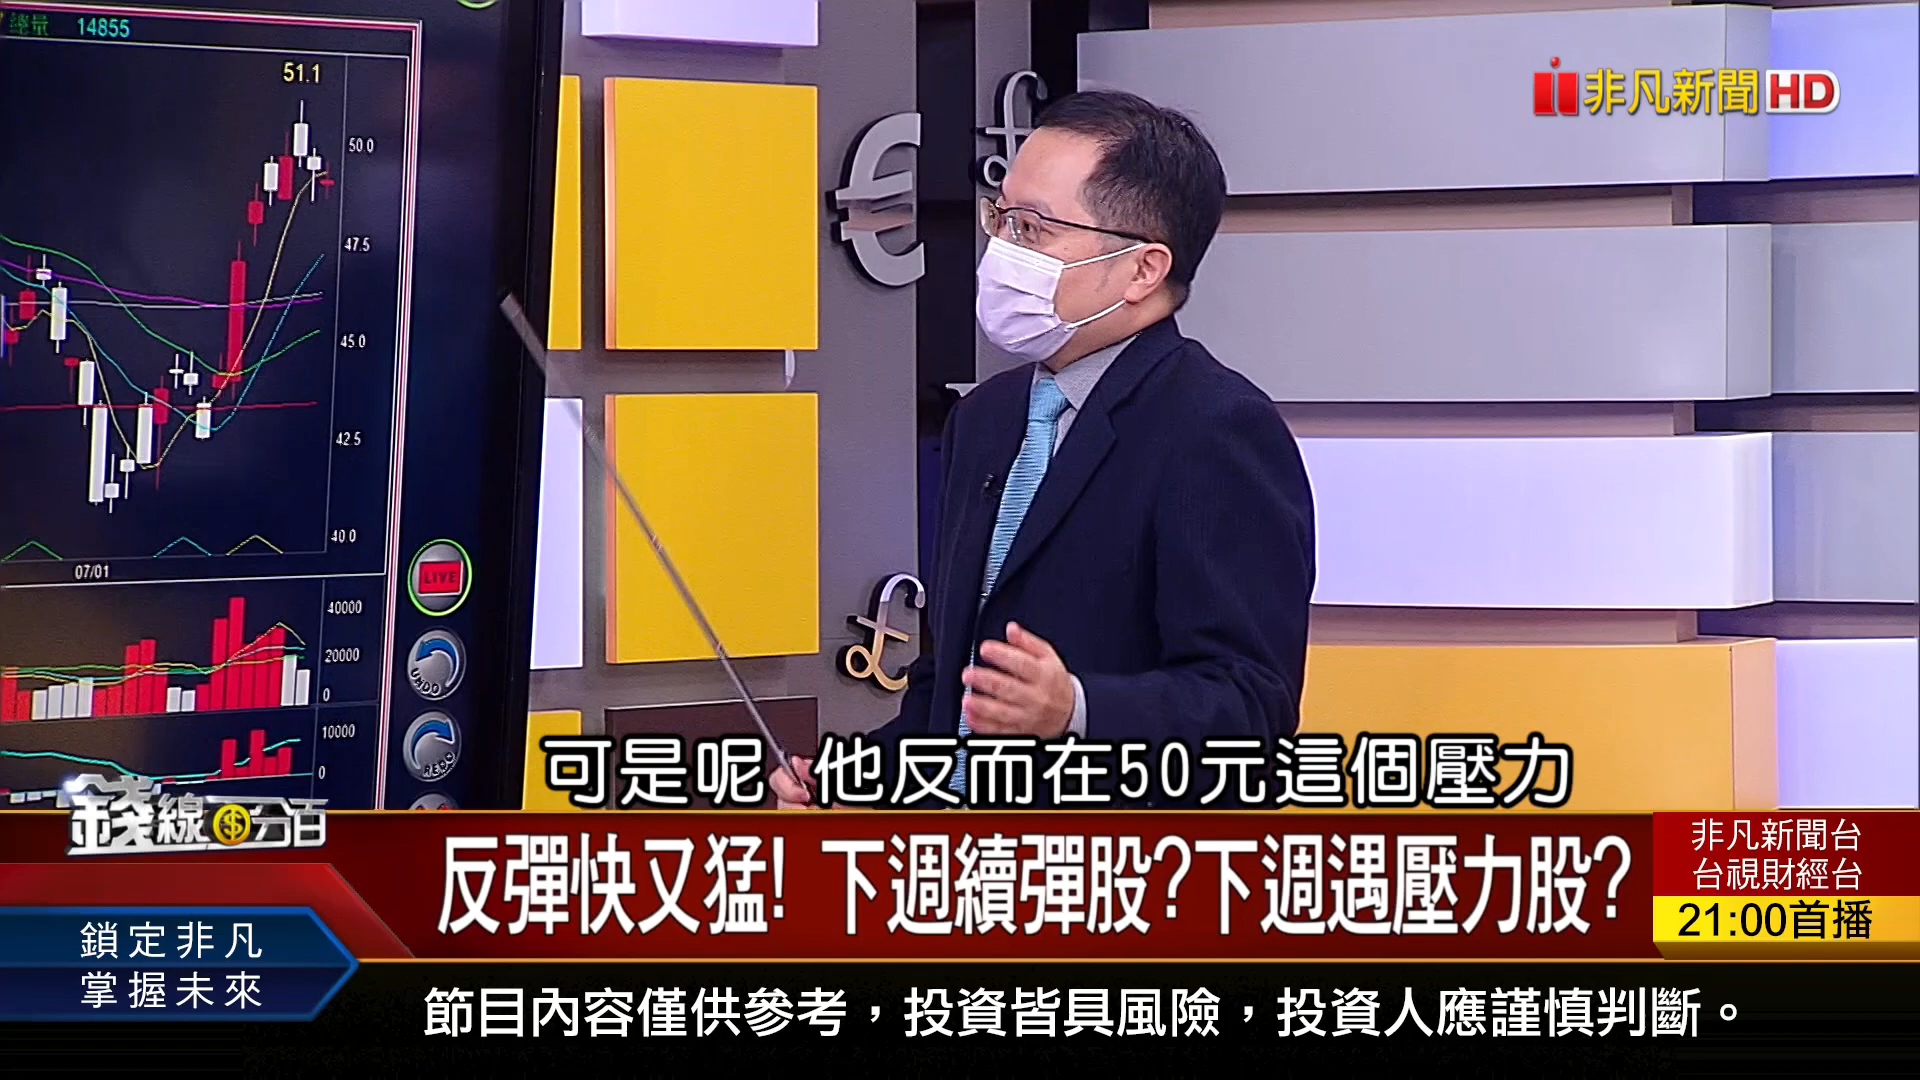 總量 14855
51.1
50.0
47.5
45.0
42.5
40.0
07/01
40000
20000
0
10000
0
LIVE
UNDO
REDO
非凡新聞HD
可是呢 他反而在50元這個壓力
錢線百分百
反彈快又猛! 下週續彈股?下週遇壓力股?
非凡新聞台
台視財經台
21:00首播
鎖定非凡
掌握未來
節目內容僅供參考，投資皆具風險，投資人應謹慎判斷。